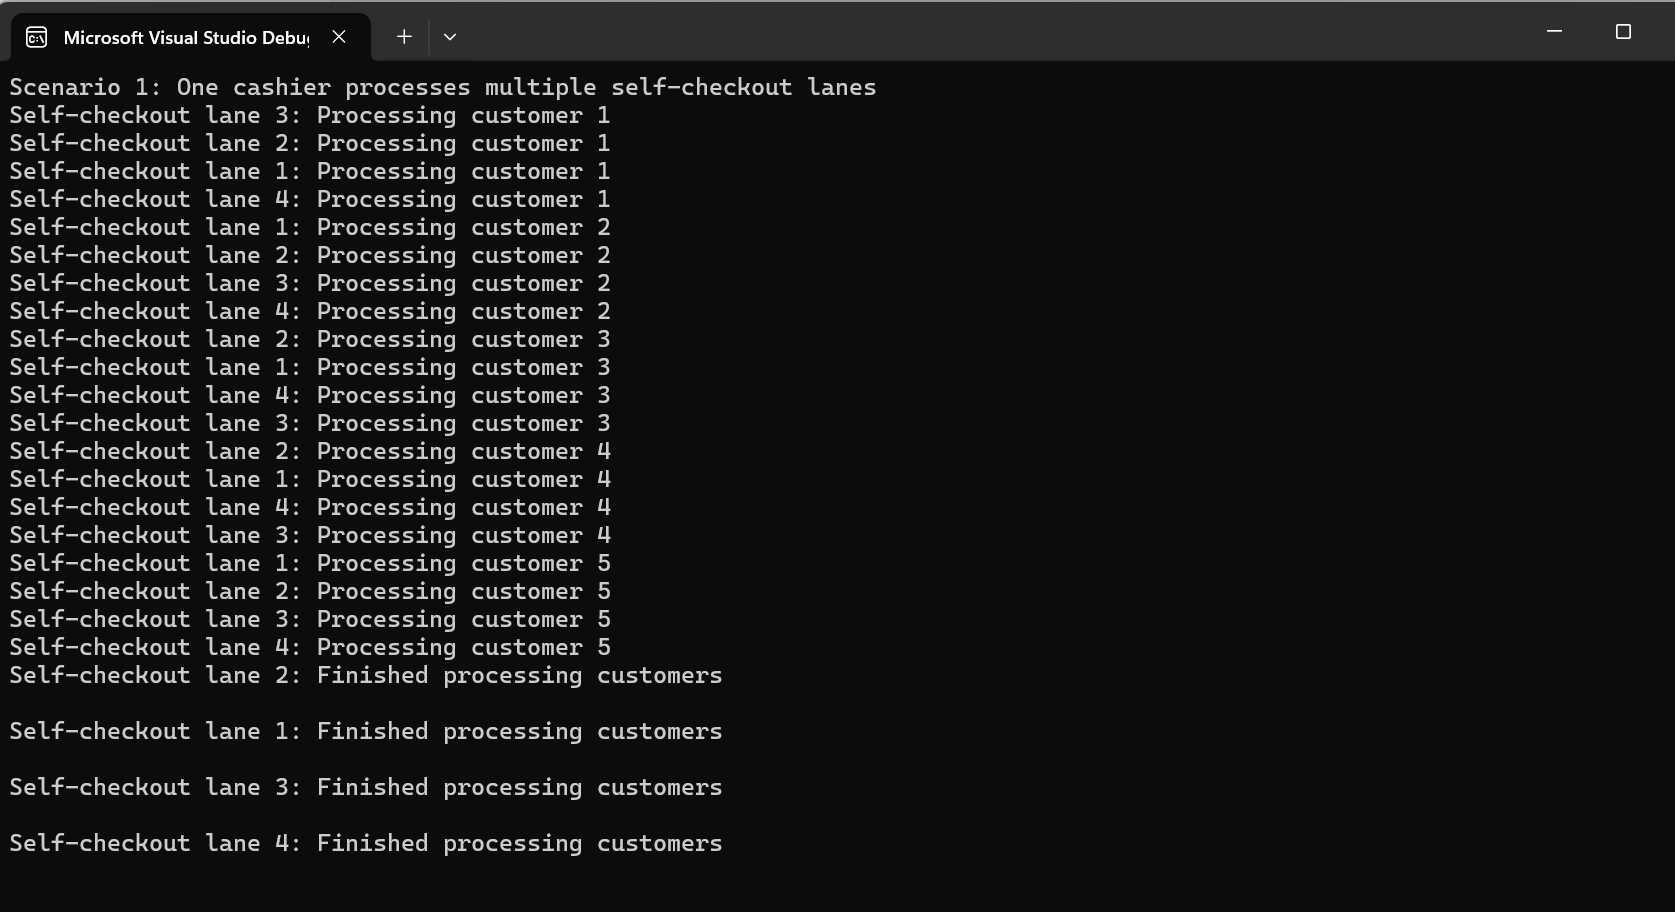 Microsoft Visual Studio Debu
Scenario 1: One cashier processes multiple self-checkout lanes
Self-checkout lane 3: Processing customer 1
Self-checkout lane 2: Processing customer 1
Self-checkout lane 1: Processing customer 1
Self-checkout lane 4: Processing customer 1
Self-checkout lane 1: Processing customer 2
Self-checkout lane 2: Processing customer 2
Self-checkout lane 3: Processing customer 2
Self-checkout lane 4: Processing customer 2
Self-checkout lane 2: Processing customer 3
Self-checkout lane 1: Processing customer 3
Self-checkout lane 4: Processing customer 3
Self-checkout lane 3: Processing customer 3
Self-checkout lane 2: Processing customer 4
Self-checkout lane 1: Processing customer 4
Self-checkout lane 4: Processing customer 4
Self-checkout lane 3: Processing customer 4
Self-checkout lane 1: Processing customer 5
Self-checkout lane 2: Processing customer 5
Self-checkout lane 3: Processing customer 5
Self-checkout lane 4: Processing customer 5
Self-checkout lane 2: Finished processing customers
Self-checkout lane 1: Finished processing customers
Self-checkout lane 3: Finished processing customers
Self-checkout lane 4: Finished processing customers